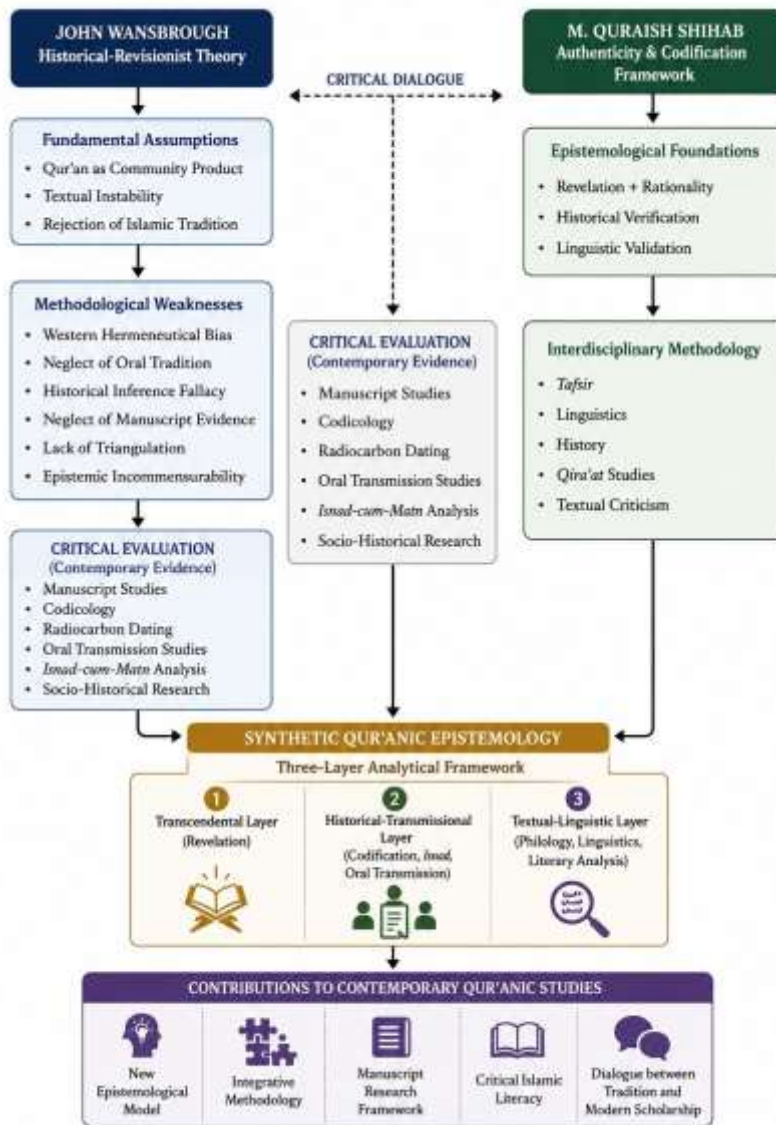 JOHN WANSBROUGH
Historical-Revisionist Theory
M. QURAISH SHIHAB
Authenticity & Codification
Framework
CRITICAL DIALOGUE
Fundamental Assumptions
• Qur'an as Community Product
• Textual Instability
• Rejection of Islamic Tradition
Epistemological Foundations
• Revelation + Rationality
• Historical Verification
• Linguistic Validation
Methodological Weaknesses
• Western Hermeneutical Bias
• Neglect of Oral Tradition
• Historical Inference Fallacy
• Neglect of Manuscript Evidence
• Lack of Triangulation
• Epistemic Incommensurability
CRITICAL EVALUATION
(Contemporary Evidence)
• Manuscript Studies
• Codicology
• Radiocarbon Dating
• Oral Transmission Studies
• Isnad-cum-Matn Analysis
• Socio-Historical Research
Interdisciplinary Methodology
• Tafsir
• Linguistics
• History
• Qira'at Studies
• Textual Criticism
CRITICAL EVALUATION
(Contemporary Evidence)
• Manuscript Studies
• Codicology
• Radiocarbon Dating
• Oral Transmission Studies
• Isnad-cum-Matn Analysis
• Socio-Historical Research
SYNTHETIC QUR'ANIC EPISTEMOLOGY
Three-Layer Analytical Framework
1
Transcendental Layer
(Revelation)
2
Historical-Transmissional
Layer
(Codification, Isnad,
Oral Transmission)
3
Textual-Linguistic Layer
(Philology, Linguistics,
Literary Analysis)
CONTRIBUTIONS TO CONTEMPORARY QUR'ANIC STUDIES
New
Epistemological
Model
Integrative
Methodology
Manuscript
Research
Framework
Critical Islamic
Literacy
Dialogue between
Tradition and
Modern Scholarship